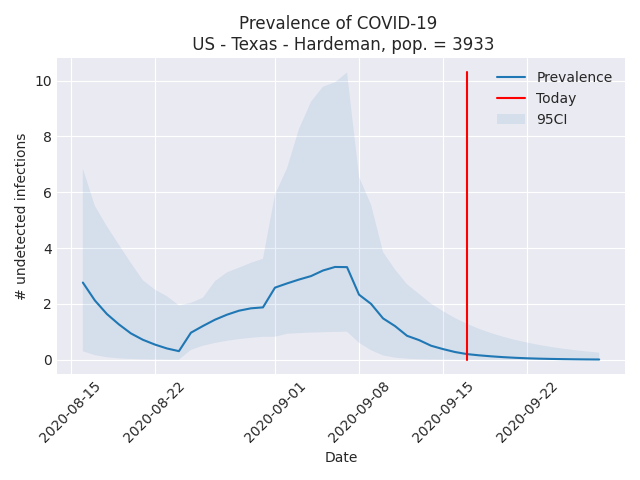 Prevalence of COVID-19
US - Texas - Hardeman, pop. = 3933
Prevalence
Today
95CI
# undetected infections
10
8
6
4
2
0
2020-08-15
2020-08-22
2020-09-01
2020-09-08
2020-09-15
2020-09-22
Date